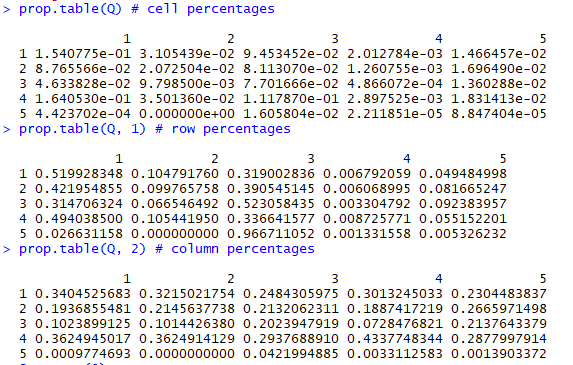 > prop.table(Q) # cell percentages
1 2 3 4 5
1 1.540775e-01 3.105439e-02 9.453452e-02 2.012784e-03 1.466457e-02
2 8.765566e-02 2.072504e-02 8.113070e-02 1.260755e-03 1.696490e-02
3 4.633828e-02 9.798500e-03 7.701666e-02 4.866072e-04 1.360288e-02
4 1.640530e-01 3.501360e-02 1.117870e-01 2.897525e-03 1.831413e-02
5 4.423702e-04 0.000000e+00 1.605804e-02 2.211851e-05 8.847404e-05
> prop.table(Q, 1) # row percentages
1 2 3 4 5
1 0.519928348 0.104791760 0.319002836 0.006792059 0.049484998
2 0.421954855 0.099765758 0.390545145 0.006068995 0.081665247
3 0.314706324 0.066546492 0.523058435 0.003304792 0.092383957
4 0.494038500 0.105441950 0.336641577 0.008725771 0.055152201
5 0.026631158 0.000000000 0.966711052 0.001331558 0.005326232
> prop.table(Q, 2) # column percentages
1 2 3 4 5
1 0.3404525683 0.3215021754 0.2484305975 0.3013245033 0.2304483837
2 0.1936855481 0.2145637738 0.2132062311 0.1887417219 0.2665971498
3 0.1023899125 0.1014426380 0.2023947919 0.0728476821 0.2137643379
4 0.3624945017 0.3624914129 0.2937688910 0.4337748344 0.2877997914
5 0.0009774693 0.0000000000 0.0421994885 0.0033112583 0.0013903372